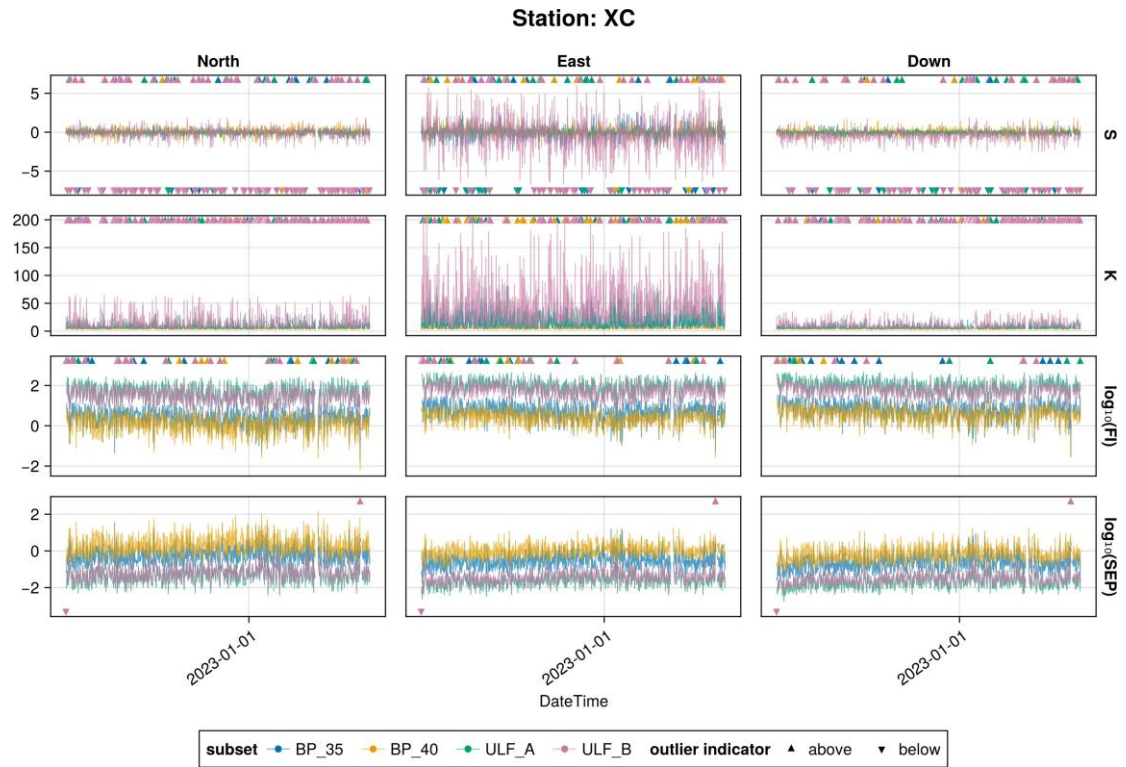 Station: XC
North East Down
5
0
−5
S
200
150
100
50
0
K
2
0
−2
log₁₀(FI)
2
0
−2
log₁₀(SEP)
2023-01-01 2023-01-01 2023-01-01
DateTime
subset BP_35 BP_40 ULF_A ULF_B outlier indicator above below